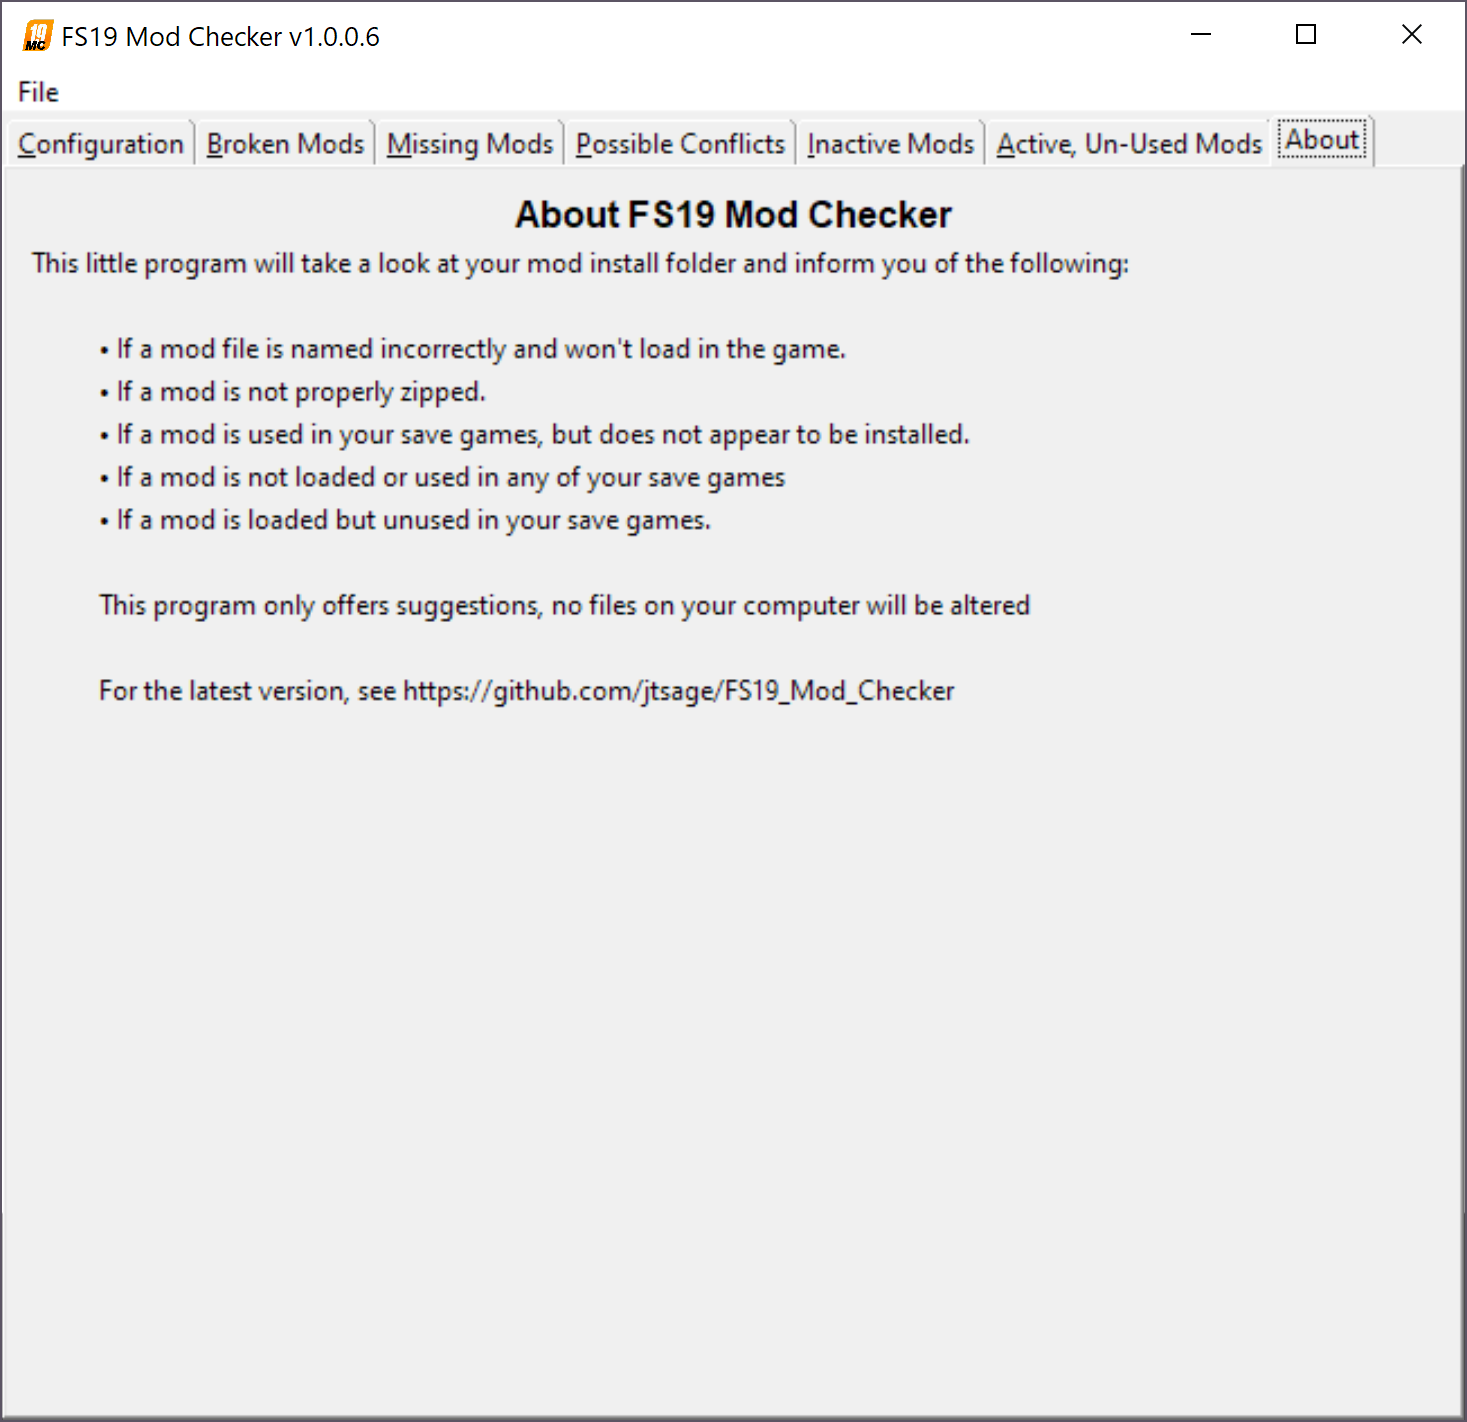 19
MC
FS19 Mod Checker v1.0.0.6
File
Configuration Broken Mods Missing Mods Possible Conflicts Inactive Mods Active, Un-Used Mods About
About FS19 Mod Checker
This little program will take a look at your mod install folder and inform you of the following:
• If a mod file is named incorrectly and won't load in the game.
• If a mod is not properly zipped.
• If a mod is used in your save games, but does not appear to be installed.
• If a mod is not loaded or used in any of your save games
• If a mod is loaded but unused in your save games.
This program only offers suggestions, no files on your computer will be altered
For the latest version, see https://github.com/jtsage/FS19_Mod_Checker